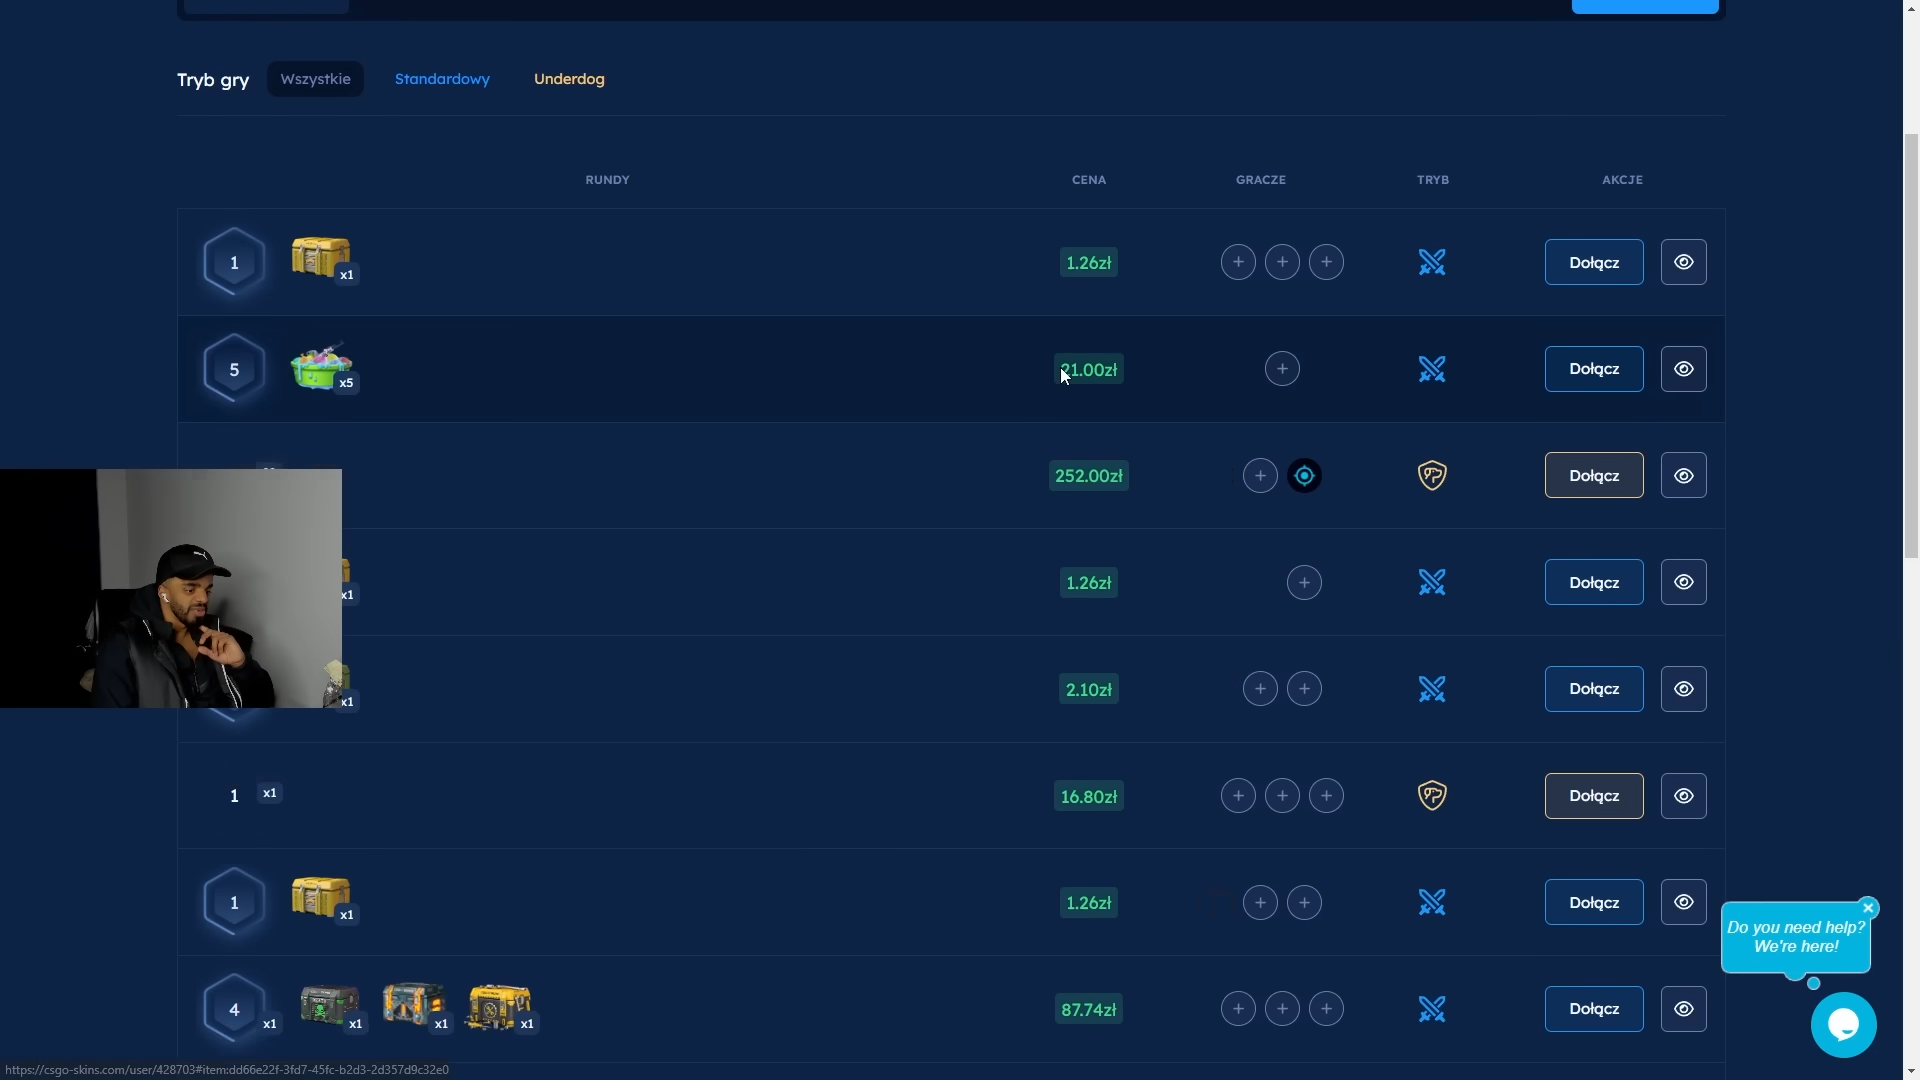 Tryb gry Wszystkie Standardowy Underdog
RUNDY CENA GRACZE TRYB AKCJE
1 x1 1.26zł Dołącz
5 x5 21.00zł Dołącz
252.00zł Dołącz
x1 1.26zł Dołącz
x1 2.10zł Dołącz
1 x1 16.80zł Dołącz
1 x1 1.26zł Dołącz
Do you need help?
We're here!
4 x1 x1 x1 x1 87.74zł Dołącz
https://csgo-skins.com/user/428703#item:dd66e22f-3fd7-45fc-b2d3-2d357d9c32e0